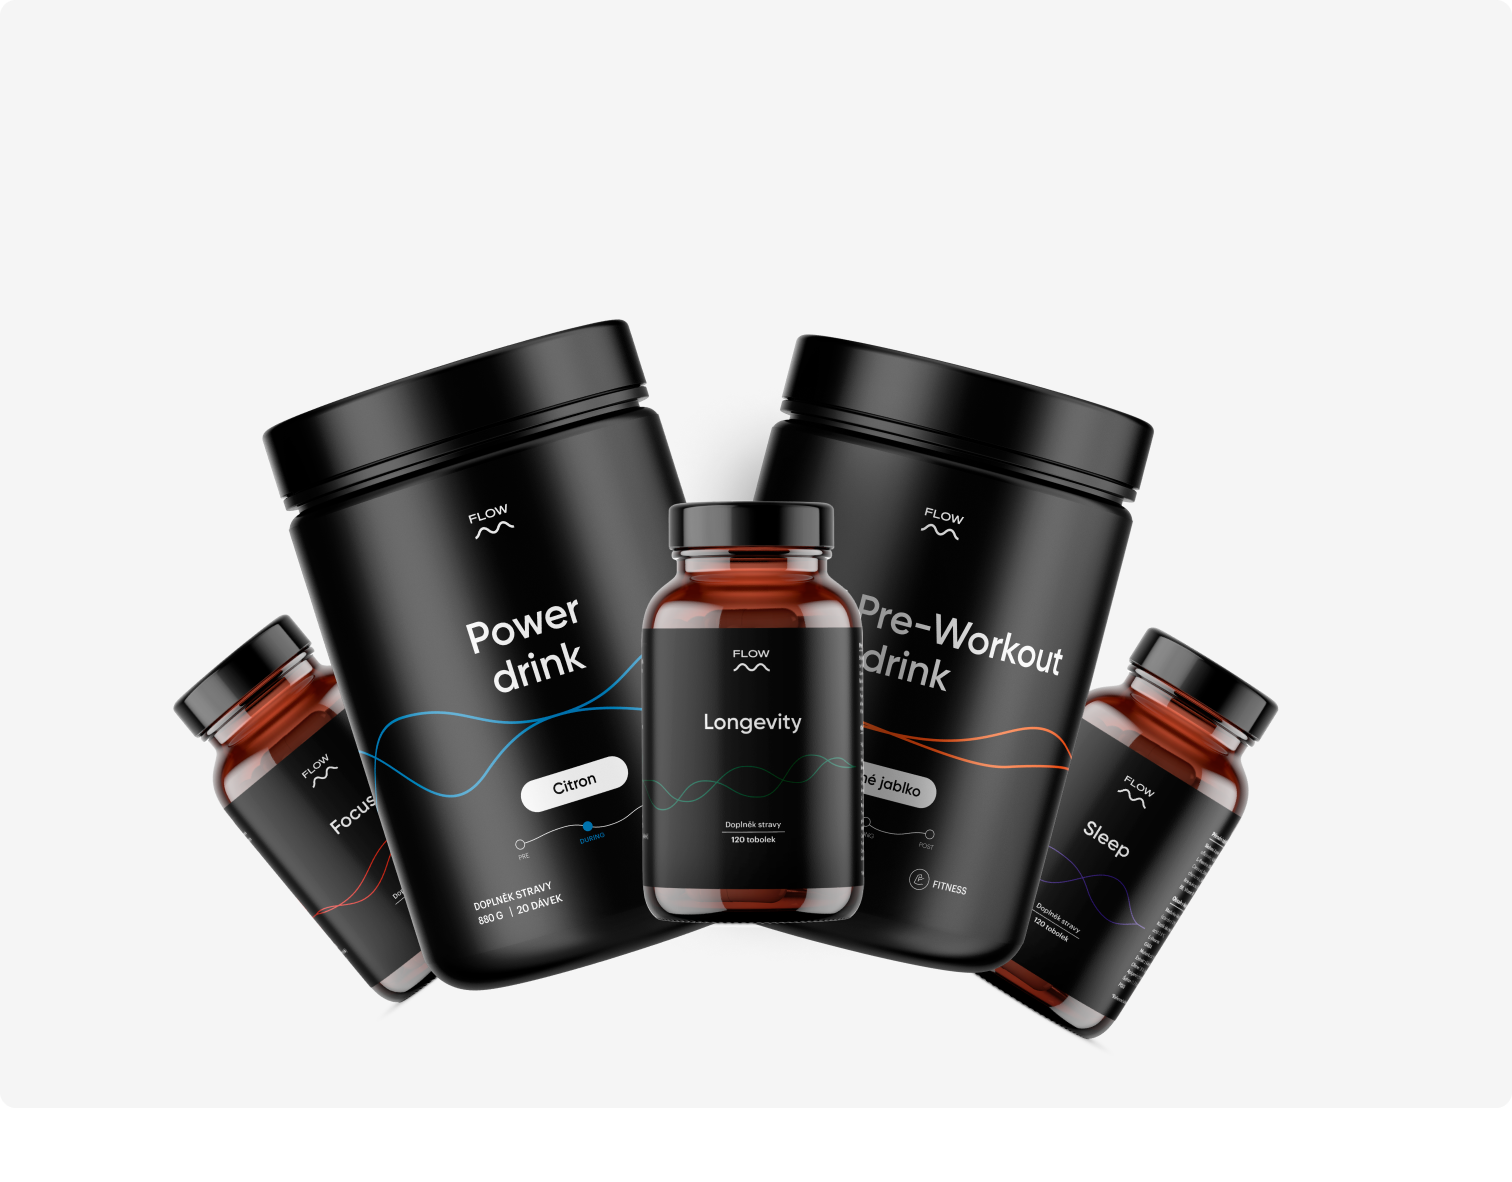 FLOW
Power
drink
Citron
PRE
DURING
DOPLNĚK STRAVY
880 G | 20 DÁVEK
FLOW
Pre-Workout
drink
né jablko
POST
FITNESS
FLOW
Longevity
Doplněk stravy
120 tobolek
FLOW
Focus
FLOW
Sleep
Doplněk stravy
120 tobolek